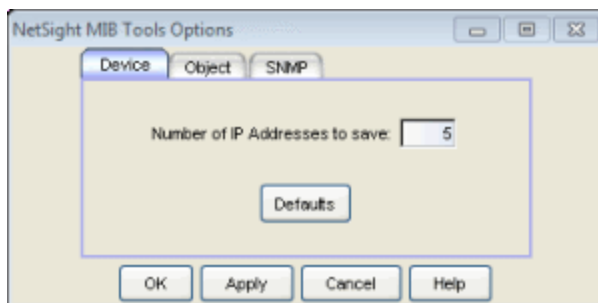 NetSight MIB Tools Options
Device Object SNMP
Number of IP Addresses to save: 5
Defaults
OK Apply Cancel Help